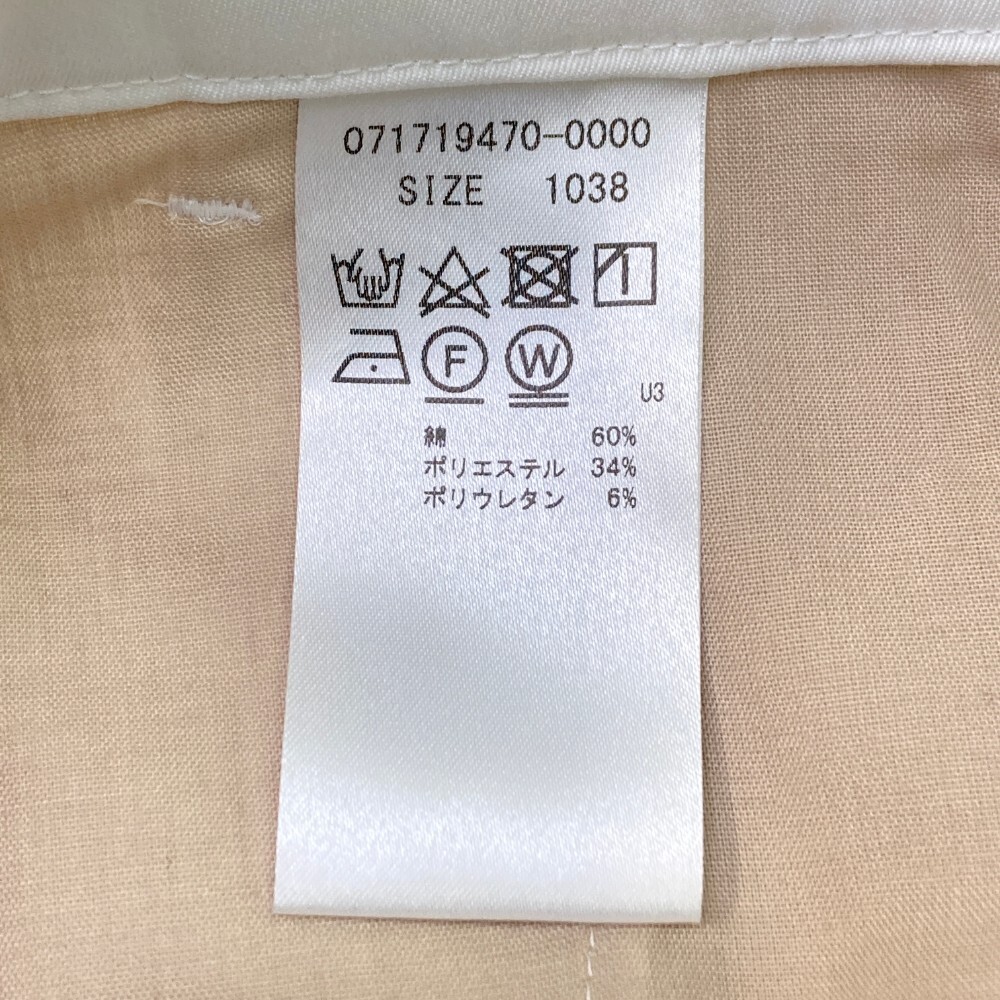 071719470-0000
SIZE 1038
F W
U3
綿 60%
ポリエステル 34%
ポリウレタン 6%